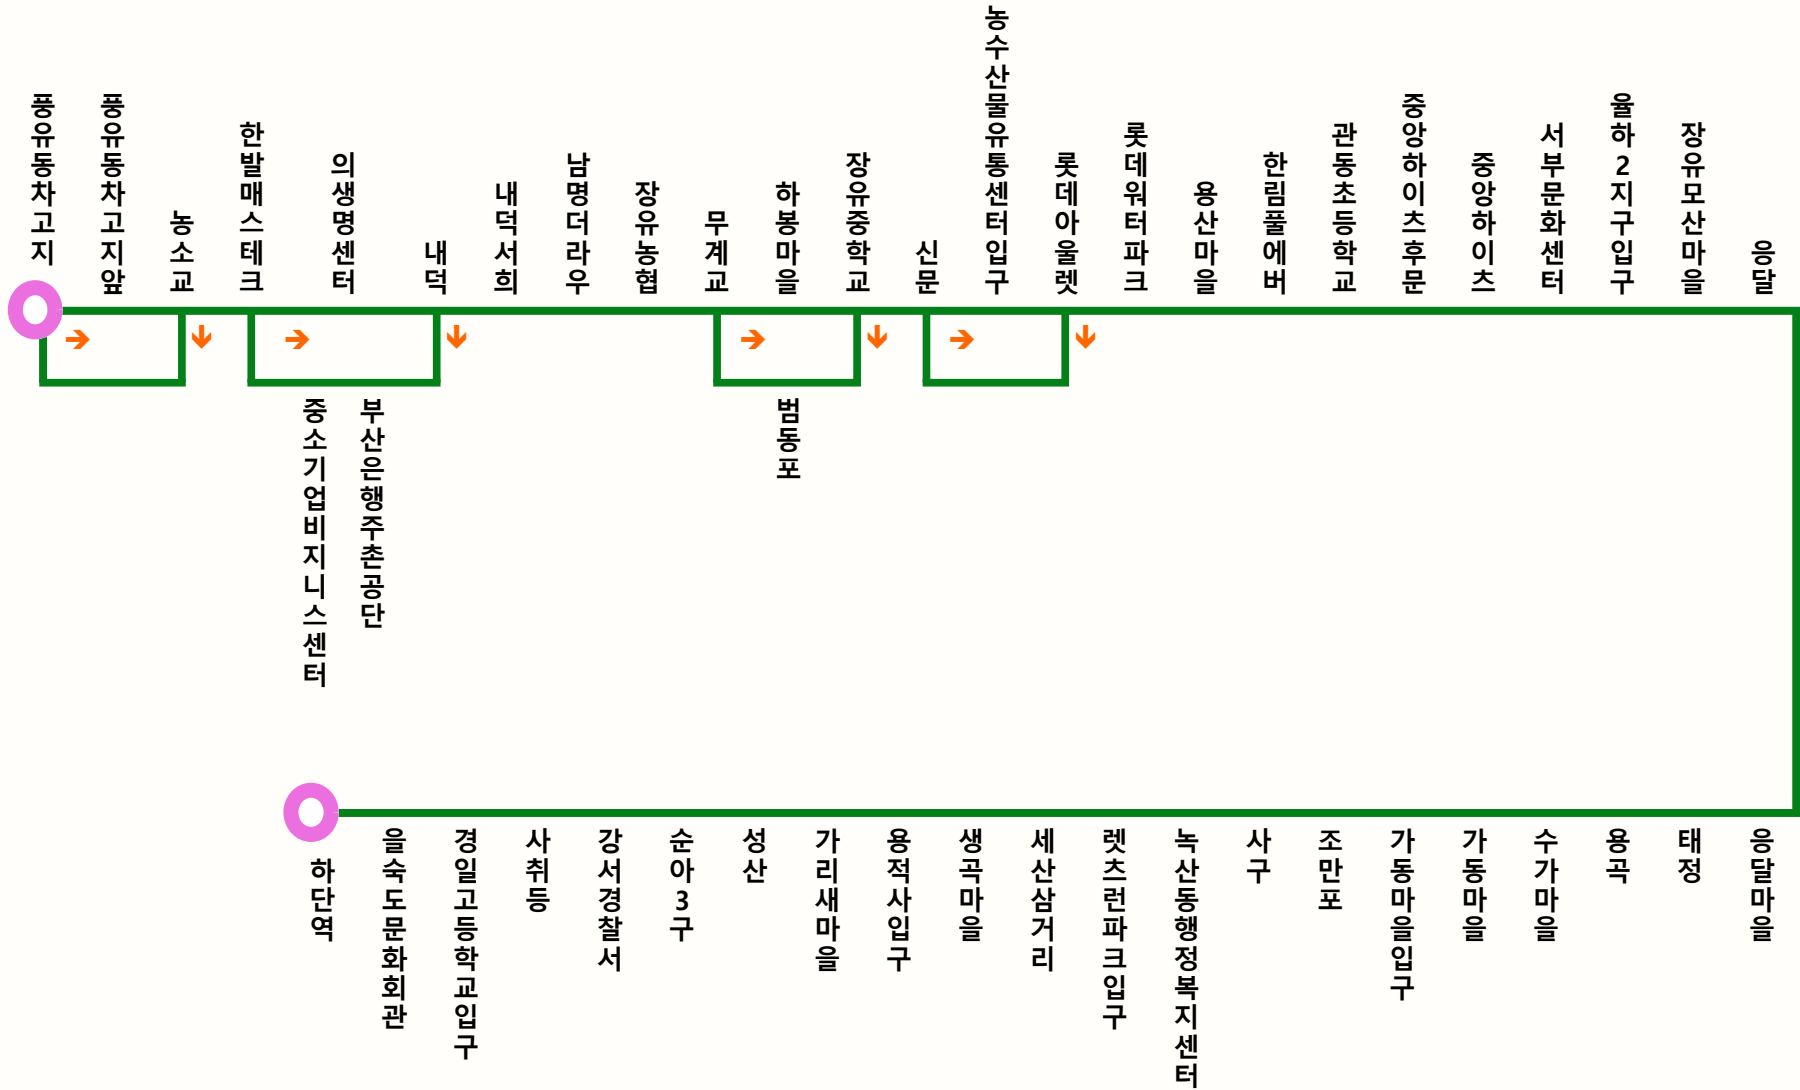 풍유동차고지
풍유동차고지앞
농소교
한발매스테크
의생명센터
내덕
내덕서희
남명더라우
장유농협
무계교
하봉마을
장유중학교
신문
농수산물유통센터입구
롯데아울렛
롯데워터파크
용산마을
한림풀에버
관동초등학교
중앙하이츠후문
중앙하이츠
서부문화센터
율하2지구입구
장유모산마을
응달
중소기업비지니스센터
부산은행주촌공단
범동포
하단역
을숙도문화회관
경일고등학교입구
사취등
강서경찰서
순아3구
성산
가리새마을
용적사입구
생곡마을
세산삼거리
렛츠런파크입구
녹산동행정복지센터
사구
조만포
가동마을입구
가동마을
수가마을
용곡
태정
응달마을